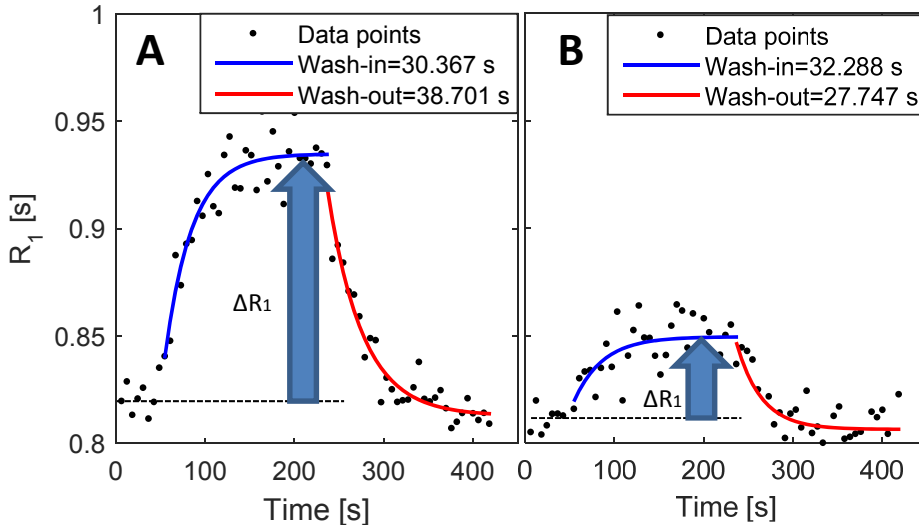 A
Data points
Wash-in=30.367 s
Wash-out=38.701 s
B
Data points
Wash-in=32.288 s
Wash-out=27.747 s
R1 [s]
0.95
0.9
0.85
0.8
ΔR1
ΔR1
0 100 200 300 400
0 100 200 300 400
Time [s]
Time [s]